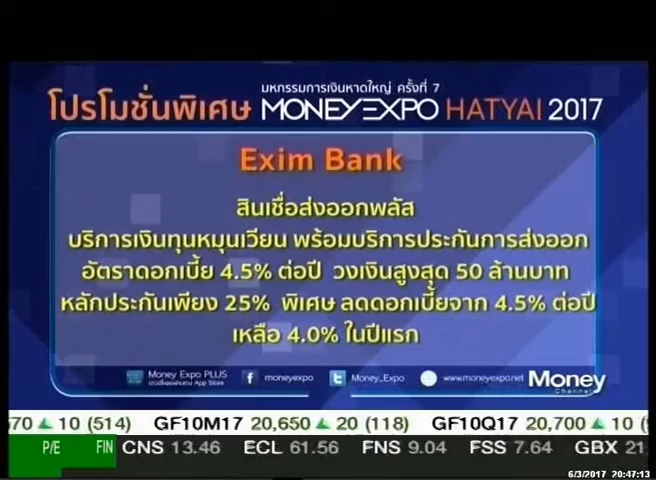 มหกรรมการเงินหาดใหญ่ ครั้งที่ 7
โปรโมชั่นพิเศษ MONEY EXPO HATYAI 2017
Exim Bank
สินเชื่อส่งออกพลัส
บริการเงินทุนหมุนเวียน พร้อมบริการประกันการส่งออก
อัตราดอกเบี้ย 4.5% ต่อปี วงเงินสูงสุด 50 ล้านบาท
หลักประกันเพียง 25% พิเศษ ลดดอกเบี้ยจาก 4.5% ต่อปี
เหลือ 4.0% ในปีแรก
Money Expo PLUS moneyexpo Money_Expo www.moneyexpo.net Money
App Store Channel
70 ▲ 10 (514) GF10M17 20,650 ▲ 20 (118) GF10Q17 20,700 ▲ 10
P/E FIN CNS 13.46 ECL 61.56 FNS 9.04 FSS 7.64 GBX 21
6/3/2017 20:47:13